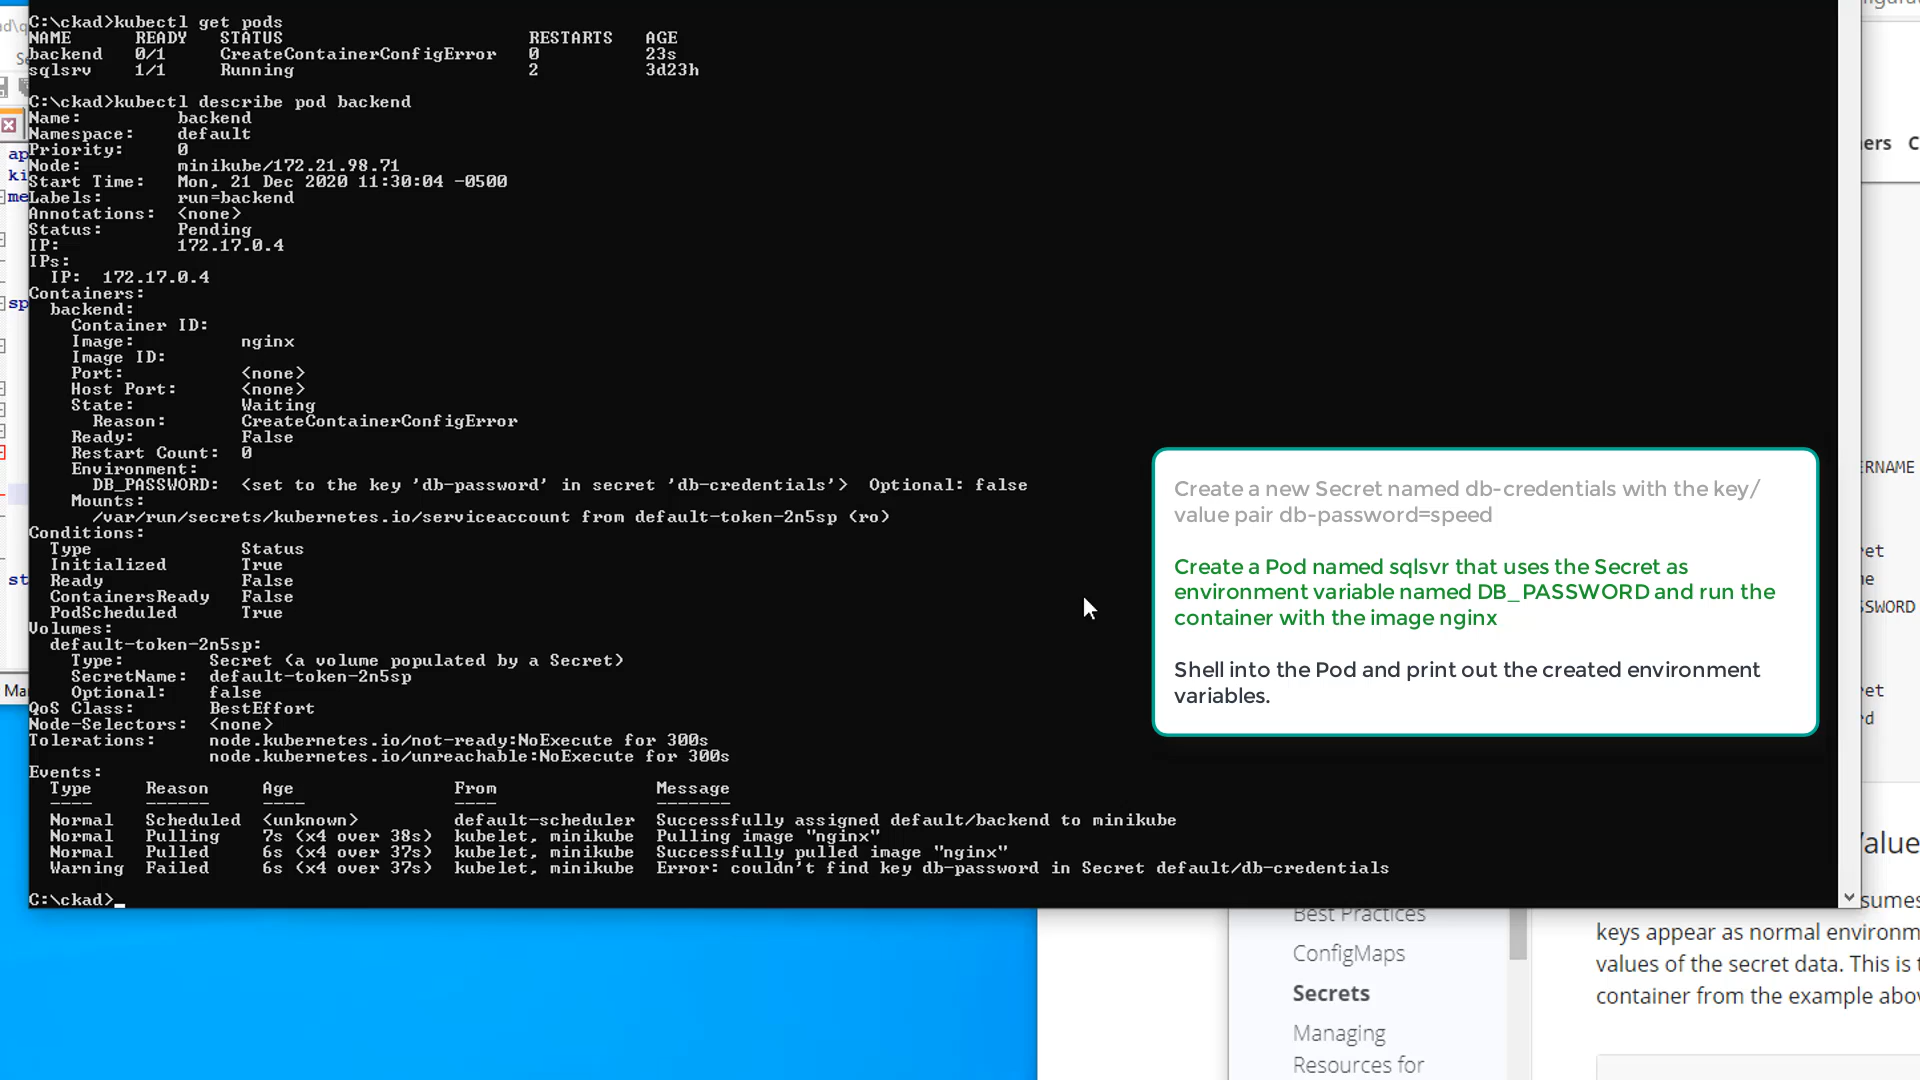 C:\ckad>kubectl get pods
NAME READY STATUS RESTARTS AGE
backend 0/1 CreateContainerConfigError 0 23s
sqlsrv 1/1 Running 2 3d23h
C:\ckad>kubectl describe pod backend
Name: backend
Namespace: default
Priority: 0
Node: minikube/172.21.98.71
Start Time: Mon, 21 Dec 2020 11:30:04 -0500
Labels: run=backend
Annotations: <none>
Status: Pending
IP: 172.17.0.4
IPs:
IP: 172.17.0.4
Containers:
backend:
Container ID:
Image: nginx
Image ID:
Port: <none>
Host Port: <none>
State: Waiting
Reason: CreateContainerConfigError
Ready: False
Restart Count: 0
Environment:
DB_PASSWORD: <set to the key 'db-password' in secret 'db-credentials'> Optional: false
Mounts:
/var/run/secrets/kubernetes.io/serviceaccount from default-token-2n5sp (ro)
Conditions:
Type Status
Initialized True
Ready False
ContainersReady False
PodScheduled True
Volumes:
default-token-2n5sp:
Type: Secret (a volume populated by a Secret)
SecretName: default-token-2n5sp
Optional: false
QoS Class: BestEffort
Node-Selectors: <none>
Tolerations: node.kubernetes.io/not-ready:NoExecute for 300s
node.kubernetes.io/unreachable:NoExecute for 300s
Events:
Type Reason Age From Message
---- ------ ---- ---- -------
Normal Scheduled <unknown> default-scheduler Successfully assigned default/backend to minikube
Normal Pulling 7s (x4 over 38s) kubelet, minikube Pulling image "nginx"
Normal Pulled 6s (x4 over 37s) kubelet, minikube Successfully pulled image "nginx"
Warning Failed 6s (x4 over 37s) kubelet, minikube Error: couldn't find key db-password in Secret default/db-credentials
C:\ckad>
Create a new Secret named db-credentials with the key/
value pair db-password=speed
Create a Pod named sqlsvr that uses the Secret as
environment variable named DB_PASSWORD and run the
container with the image nginx
Shell into the Pod and print out the created environment
variables.
ap
ki
me
sp
st
Ma
ers C
ERNAME
ret
SSWORD
ret
Best Practices
ConfigMaps
Secrets
Managing
Resources for
sumes
keys appear as normal environm
values of the secret data. This is t
container from the example abov